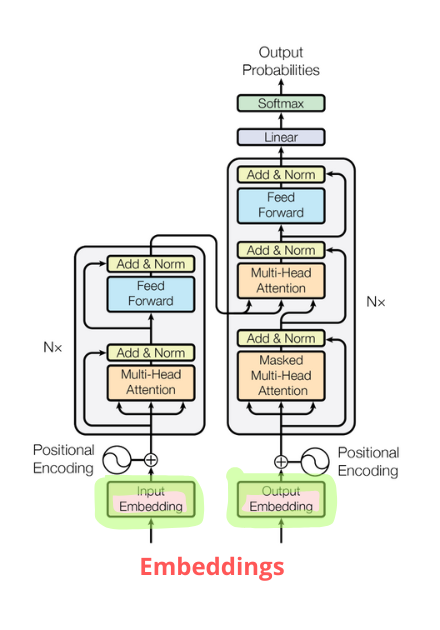 Output
Probabilities
Softmax
Linear
Add & Norm
Feed
Forward
Add & Norm
Multi-Head
Attention
Add & Norm
Masked
Multi-Head
Attention
Nx
Add & Norm
Feed
Forward
Add & Norm
Multi-Head
Attention
Nx
Positional
Encoding
Positional
Encoding
Input
Embedding
Output
Embedding
Embeddings